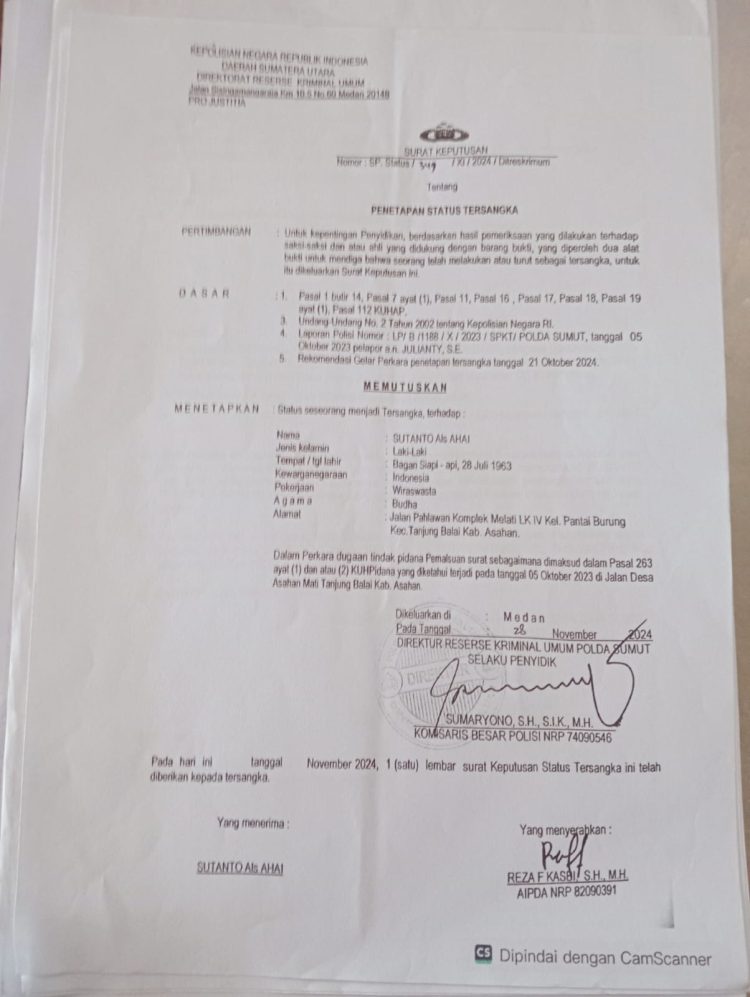 KEPOLISIAN NEGARA REPUBLIK INDONESIA
DAERAH SUMATERA UTARA
DIREKTORAT RESERSE KRIMINAL UMUM
Jalan Sisingamangaraja Km 10.5 No.60 Medan 20148
PRO JUSTITIA
SURAT KEPUTUSAN
Nomor : SP. Status / 349 / XI / 2024 / Ditreskrimum
Tentang
PENETAPAN STATUS TERSANGKA
PERTIMBANGAN : Untuk kepentingan Penyidikan, berdasarkan hasil pemeriksaan yang dilakukan terhadap
saksi-saksi dan atau ahli yang didukung dengan barang bukti, yang diperoleh dua alat
bukti untuk menduga bahwa seorang telah melakukan atau turut sebagai tersangka, untuk
itu dikeluarkan Surat Keputusan ini.
D A S A R : 1. Pasal 1 butir 14, Pasal 7 ayat (1), Pasal 11, Pasal 16 , Pasal 17, Pasal 18, Pasal 19
ayat (1), Pasal 112 KUHAP.
3. Undang-Undang No. 2 Tahun 2002 tentang Kepolisian Negara RI.
4. Laporan Polisi Nomor : LP/ B /1188 / X / 2023 / SPKT/ POLDA SUMUT, tanggal 05
Oktober 2023 pelapor a.n. JULIANTY, S.E.
5. Rekomendasi Gelar Perkara penetapan tersangka tanggal 21 Oktober 2024.
M E M U T U S K A N
M E N E T A P K A N : Status seseorang menjadi Tersangka, terhadap :
Nama : SUTANTO Als AHAI
Jenis kelamin : Laki-Laki
Tempat / tgl lahir : Bagan Siapi - api, 28 Juli 1963
Kewarganegaraan : Indonesia
Pekerjaan : Wiraswasta
A g a m a : Budha
Alamat : Jalan Pahlawan Komplek Melati LK IV Kel. Pantai Burung
Kec.Tanjung Balai Kab. Asahan.
Dalam Perkara dugaan tindak pidana Pemalsuan surat sebagaimana dimaksud dalam Pasal 263
ayat (1) dan atau (2) KUHPidana yang diketahui terjadi pada tanggal 05 Oktober 2023 di Jalan Desa
Asahan Mati Tanjung Balai Kab. Asahan.
Dikeluarkan di : M e d a n
Pada Tanggal : 28 November 2024
DIREKTUR RESERSE KRIMINAL UMUM POLDA SUMUT
SELAKU PENYIDIK
SUMARYONO, S.H., S.I.K., M.H.
KOMISARIS BESAR POLISI NRP 74090546
Pada hari ini tanggal November 2024, 1 (satu) lembar surat Keputusan Status Tersangka ini telah
diberikan kepada tersangka.
Yang menerima :
SUTANTO Als AHAI
Yang menyerahkan :
REZA F KASBI, S.H., M.H.
AIPDA NRP 82090391
CS Dipindai dengan CamScanner